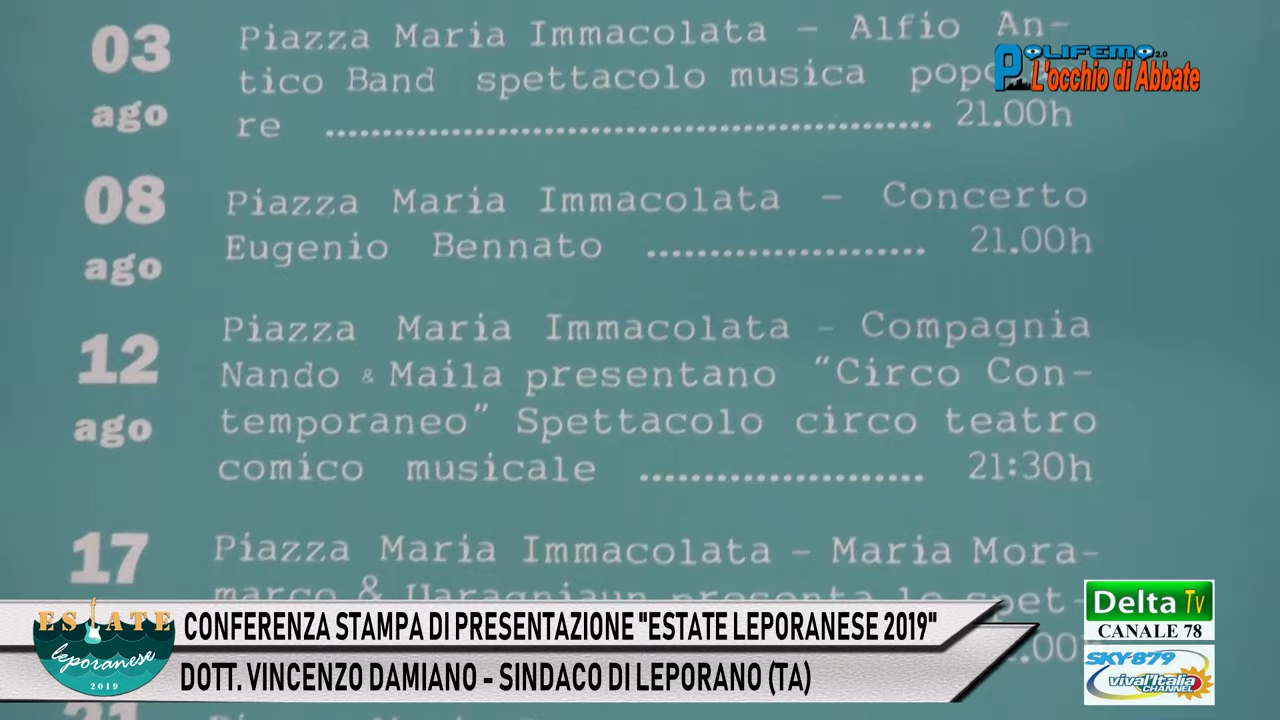 03 ago
Piazza Maria Immacolata - Alfio An-
tico Band spettacolo musica
re ........................................................ 21.00h
POLIFEMO 2.0
L'occhio di Abbate
08 ago
Piazza Maria Immacolata - Concerto
Eugenio Bennato ......................... 21.00h
12 ago
Piazza Maria Immacolata - Compagnia
Nando & Maila presentano "Circo Con-
temporaneo" Spettacolo circo teatro
comico musicale ......................... 21:30h
17
Piazza Maria Immacolata - Maria Mora-
ESTATE
leporanese
2019
CONFERENZA STAMPA DI PRESENTAZIONE "ESTATE LEPORANESE 2019"
DOTT. VINCENZO DAMIANO - SINDACO DI LEPORANO (TA)
Delta Tv
CANALE 78
SKY-879
viva l'Italia
CHANNEL